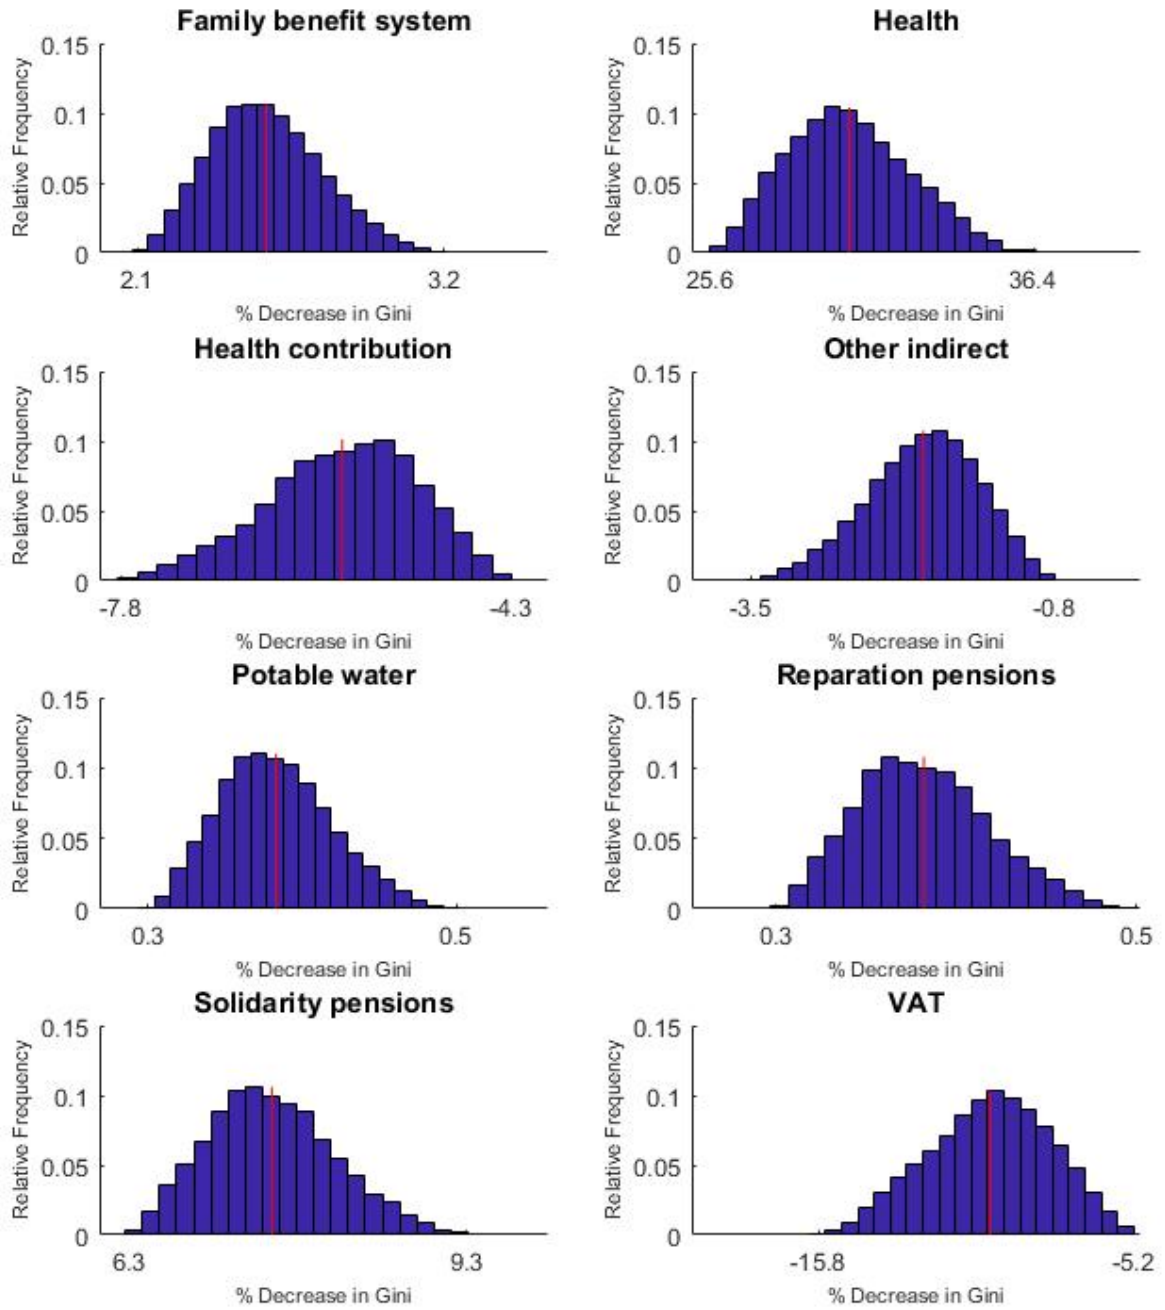 Family benefit system
Relative Frequency
0.15
0.1
0.05
0
2.1 3.2
% Decrease in Gini
Health
Relative Frequency
0.15
0.1
0.05
0
25.6 36.4
% Decrease in Gini
Health contribution
Relative Frequency
0.15
0.1
0.05
0
-7.8 -4.3
% Decrease in Gini
Other indirect
Relative Frequency
0.15
0.1
0.05
0
-3.5 -0.8
% Decrease in Gini
Potable water
Relative Frequency
0.15
0.1
0.05
0
0.3 0.5
% Decrease in Gini
Reparation pensions
Relative Frequency
0.15
0.1
0.05
0
0.3 0.5
% Decrease in Gini
Solidarity pensions
Relative Frequency
0.15
0.1
0.05
0
6.3 9.3
% Decrease in Gini
VAT
Relative Frequency
0.15
0.1
0.05
0
-15.8 -5.2
% Decrease in Gini